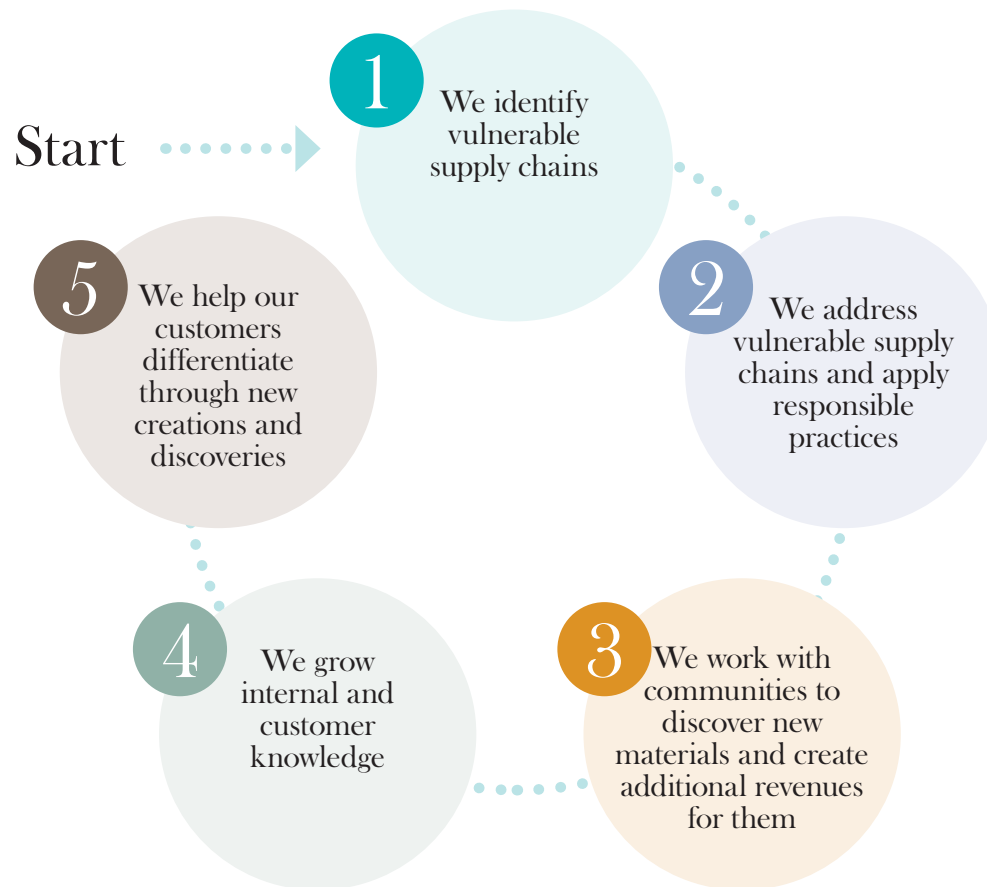 Start
1
We identify
vulnerable
supply chains
2
We address
vulnerable supply
chains and apply
responsible
practices
3
We work with
communities to
discover new
materials and create
additional revenues
for them
4
We grow
internal and
customer
knowledge
5
We help our
customers
differentiate
through new
creations and
discoveries